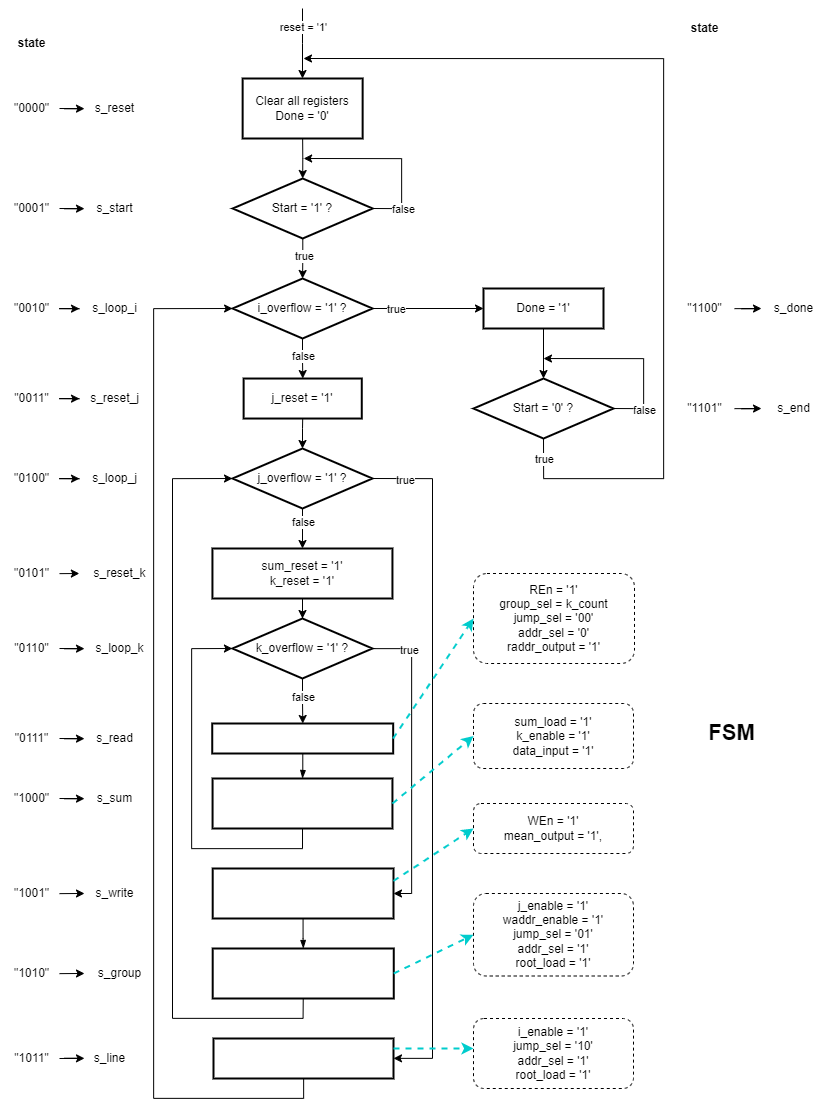 reset = '1'
state
state
"0000"
s_reset
Clear all registers
Done = '0'
"0001"
s_start
Start = '1' ?
false
true
"0010"
s_loop_i
i_overflow = '1' ?
true
Done = '1'
"1100"
s_done
false
"0011"
s_reset_j
j_reset = '1'
Start = '0' ?
false
"1101"
s_end
true
"0100"
s_loop_j
j_overflow = '1' ?
true
false
"0101"
s_reset_k
sum_reset = '1'
k_reset = '1'
REn = '1'
group_sel = k_count
jump_sel = '00'
addr_sel = '0'
raddr_output = '1'
"0110"
s_loop_k
k_overflow = '1' ?
true
false
"0111"
s_read
sum_load = '1'
k_enable = '1'
data_input = '1'
FSM
"1000"
s_sum
WEn = '1'
mean_output = '1',
"1001"
s_write
j_enable = '1'
waddr_enable = '1'
jump_sel = '01'
addr_sel = '1'
root_load = '1'
"1010"
s_group
i_enable = '1'
jump_sel = '10'
addr_sel = '1'
root_load = '1'
"1011"
s_line